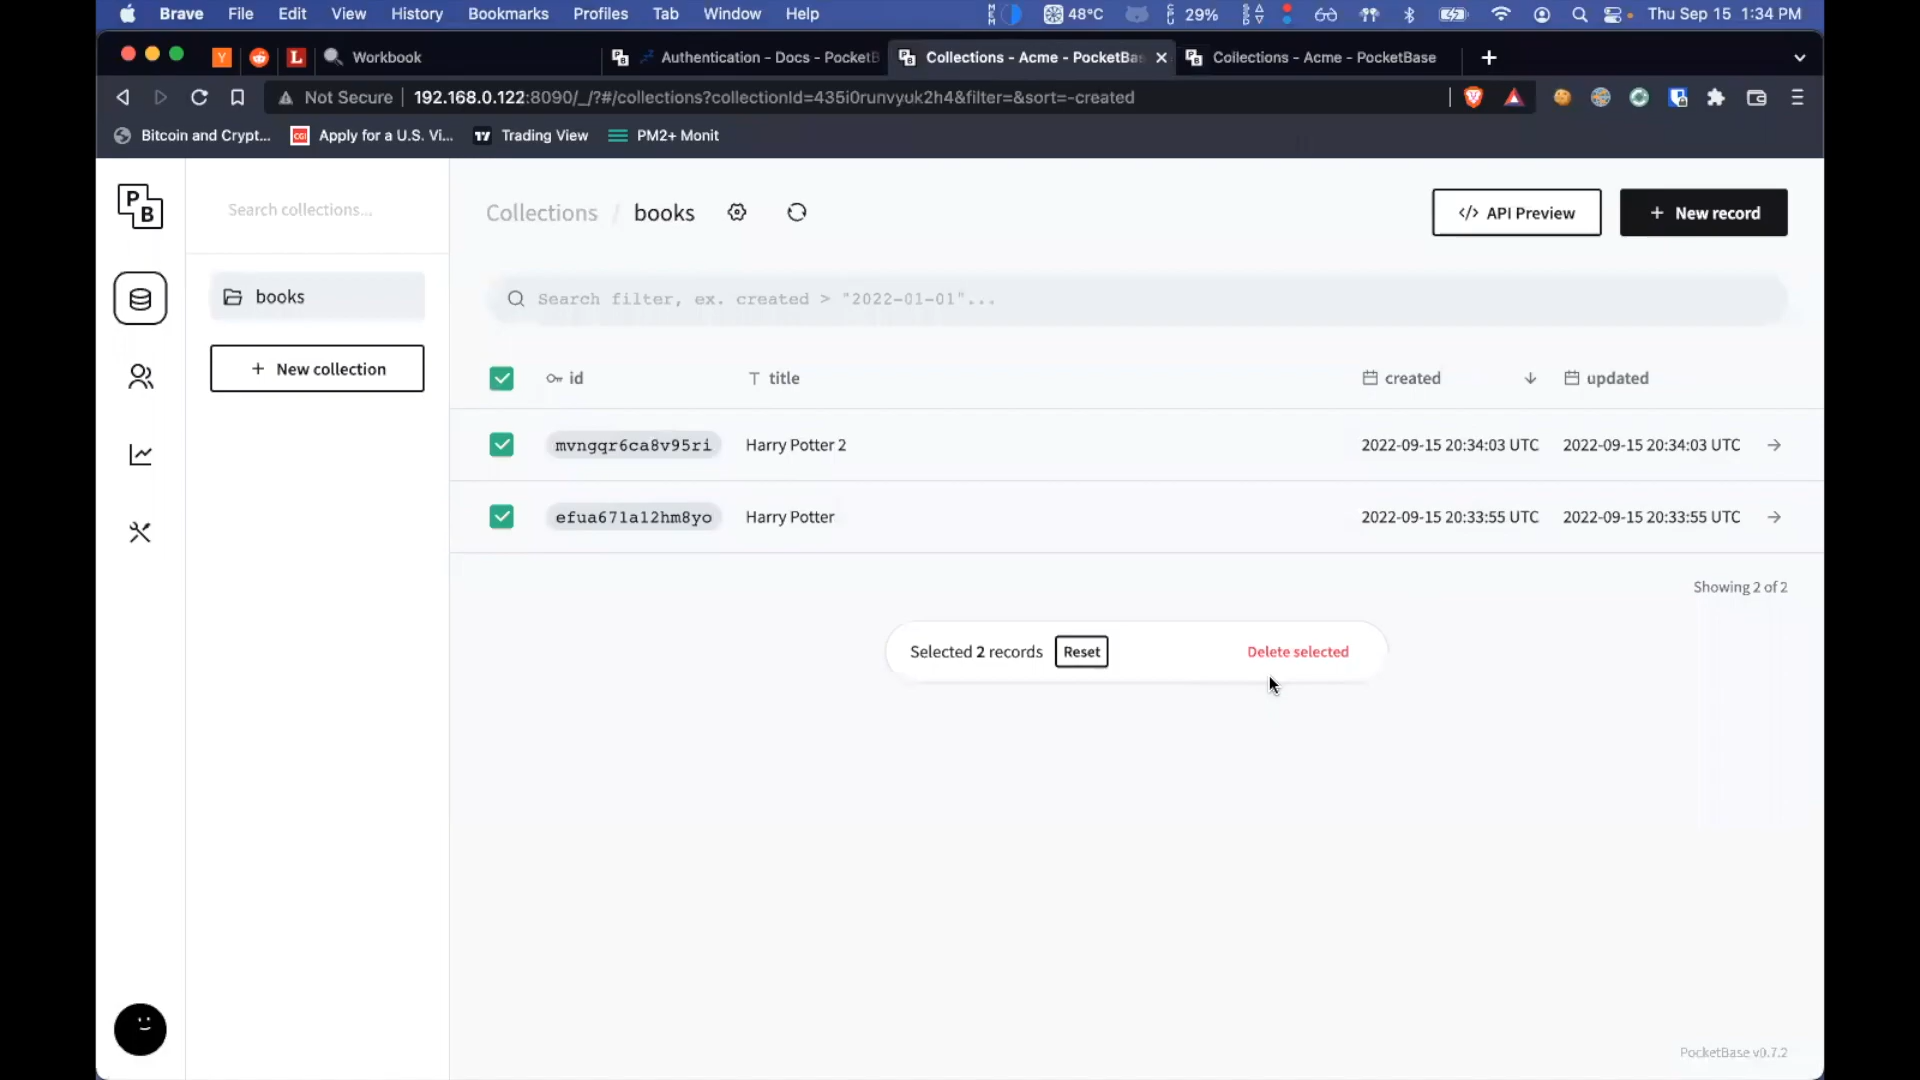 Brave File Edit View History Bookmarks Profiles Tab Window Help 48°C 29% Thu Sep 15 1:34 PM
Y L Workbook Authentication - Docs - PocketB Collections - Acme - PocketBas Collections - Acme - PocketBase
Not Secure 192.168.0.122:8090/_/?#/collections?collectionId=435i0runvyuk2h4&filter=&sort=-created
Bitcoin and Crypt... CGI Apply for a U.S. Vi... Trading View PM2+ Monit
P B
Search collections...
books
+ New collection
Collections / books
</> API Preview
+ New record
Search filter, ex. created > "2022-01-01"...
id T title created updated
mvngqr6ca8v95ri Harry Potter 2 2022-09-15 20:34:03 UTC 2022-09-15 20:34:03 UTC
efua67la12hm8yo Harry Potter 2022-09-15 20:33:55 UTC 2022-09-15 20:33:55 UTC
Showing 2 of 2
Selected 2 records Reset Delete selected
PocketBase v0.7.2